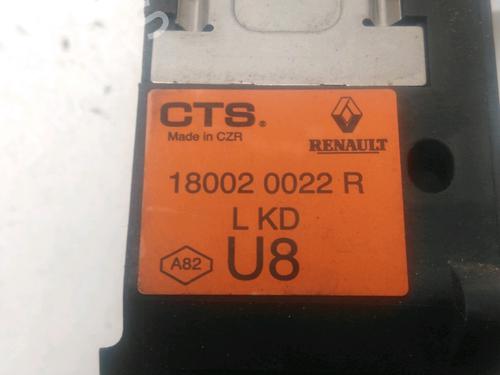 CTS®
Made in CZR
RENAULT
18002 0022 R
L KD
A82
U8